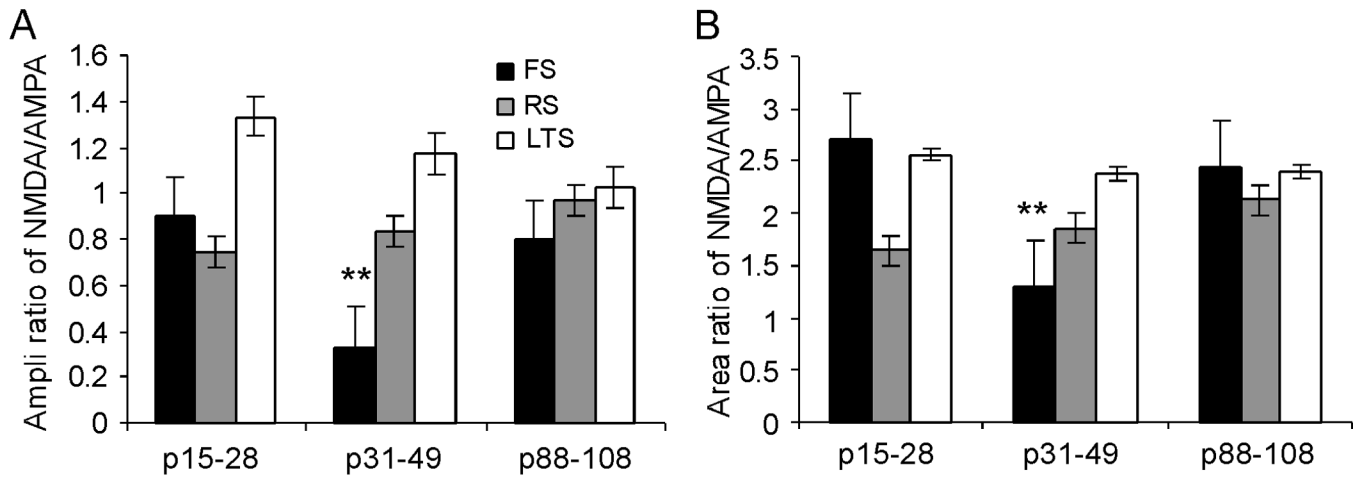 A
Ampli ratio of NMDA/AMPA
1.6
1.4
1.2
1
0.8
0.6
0.4
0.2
0
FS
RS
LTS
**
p15-28
p31-49
p88-108
B
Area ratio of NMDA/AMPA
3.5
3
2.5
2
1.5
1
0.5
0
**
p15-28
p31-49
p88-108